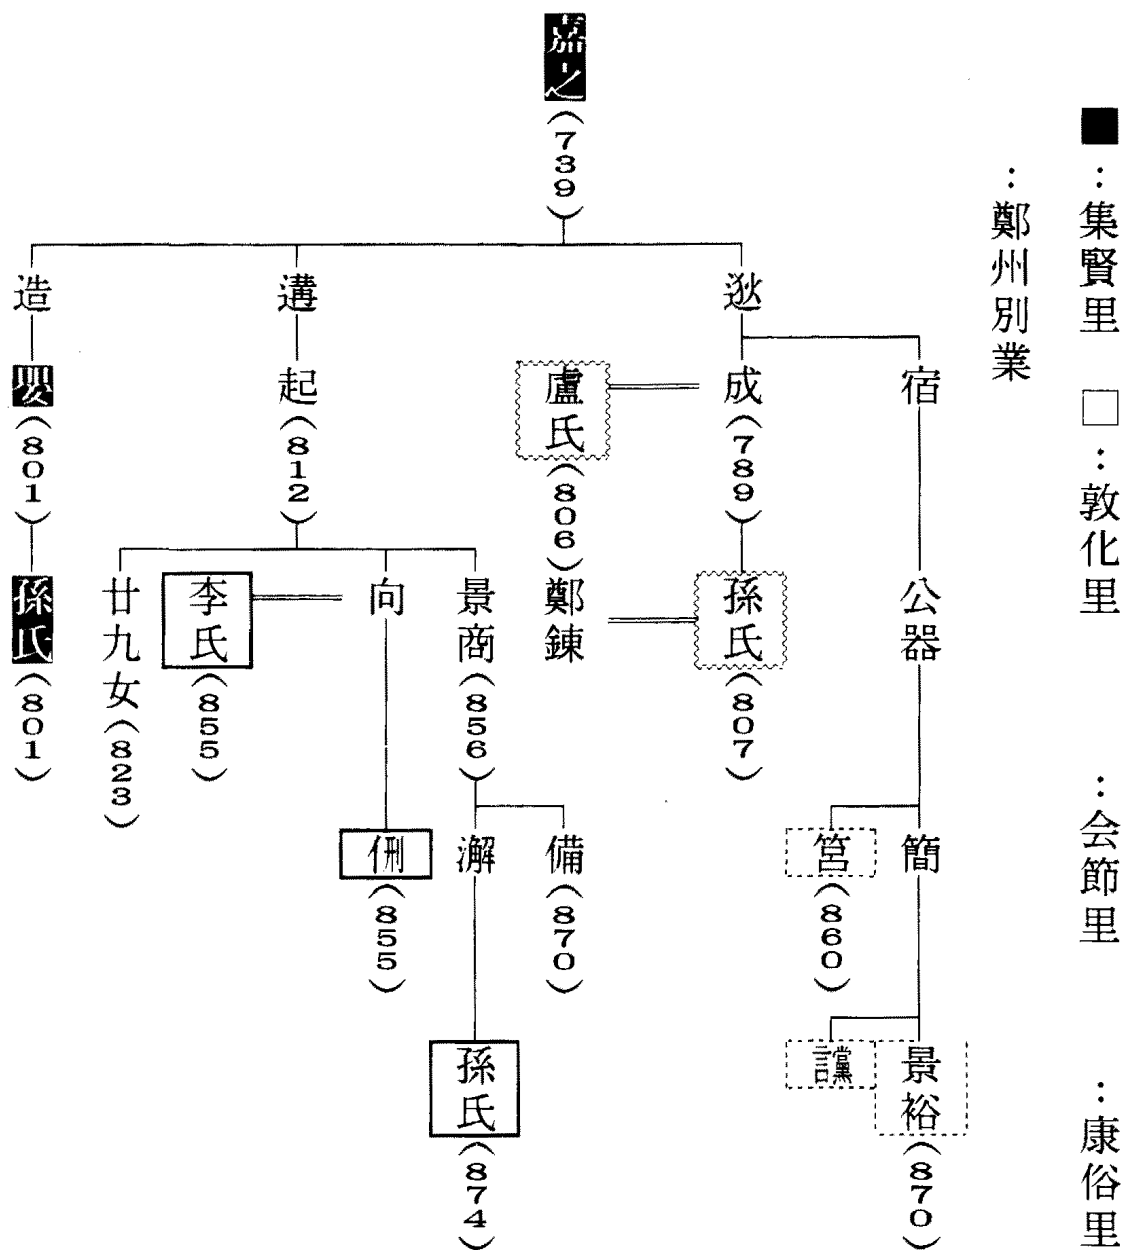 ■：集賢里　□：敦化里　：会節里　：康俗里
：鄭州別業
嘉之(739)
逖
遘
造
宿
成(789)
盧氏(806)
起(812)
嬰(801)
公器
孫氏(807)
鄭錬
景商(856)
向
李氏(855)
廿九女(823)
孫氏(801)
簡
筥(860)
備(870)
澥
侀(855)
景裕(870)
讜
孫氏(874)